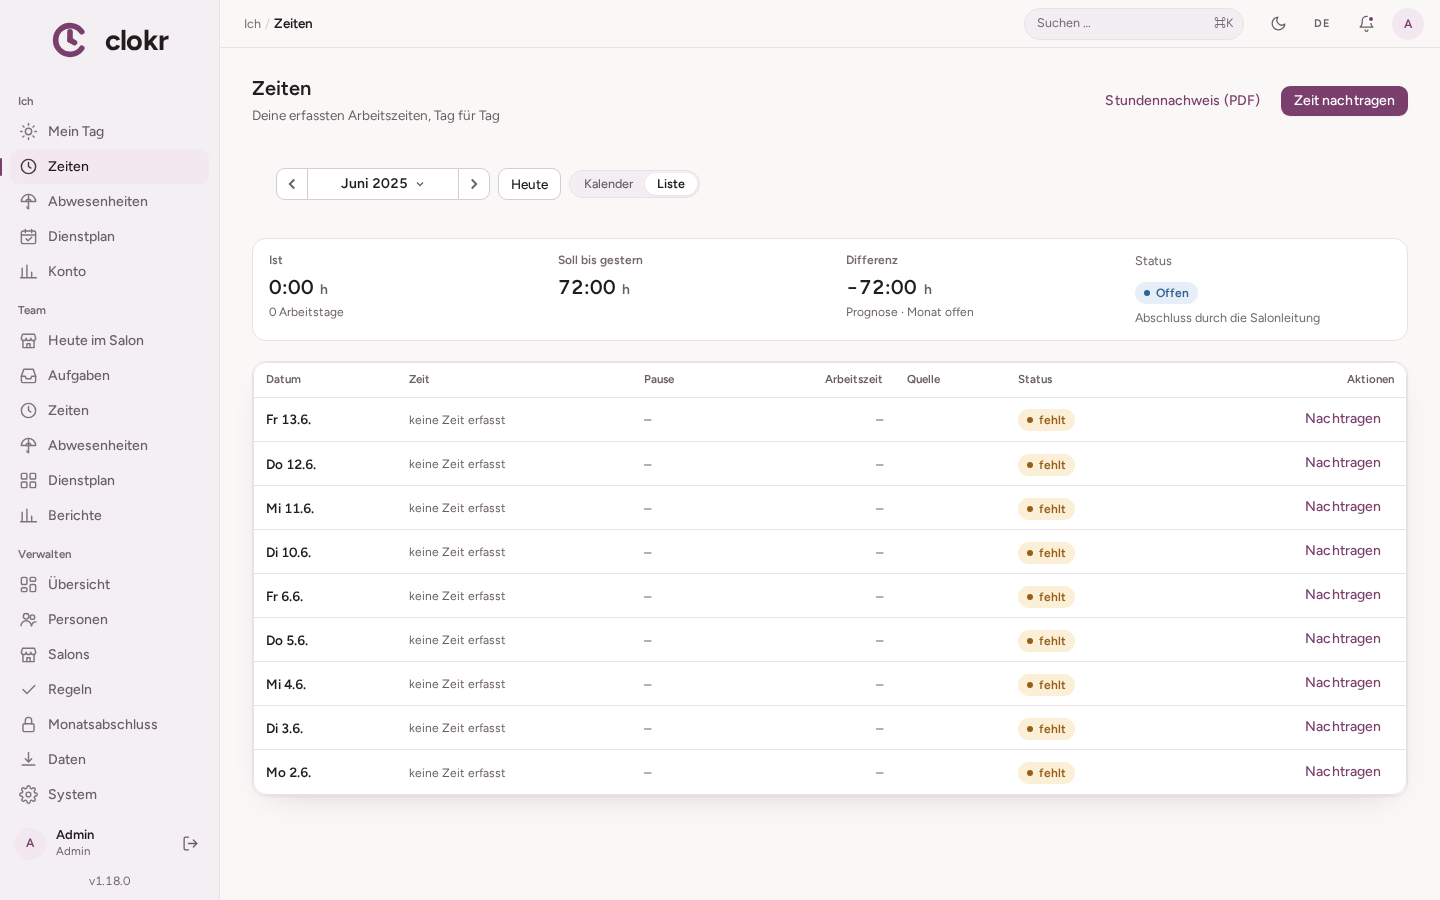 clokr
Ich
Mein Tag
Zeiten
Abwesenheiten
Dienstplan
Konto
Team
Heute im Salon
Aufgaben
Zeiten
Abwesenheiten
Dienstplan
Berichte
Verwalten
Übersicht
Personen
Salons
Regeln
Monatsabschluss
Daten
System
A
Admin
Admin
v1.18.0
Ich / Zeiten
Suchen … ⌘K
DE
A
Zeiten
Deine erfassten Arbeitszeiten, Tag für Tag
Stundennachweis (PDF)
Zeit nachtragen
Juni 2025
Heute
Kalender
Liste
Ist
0:00 h
0 Arbeitstage
Soll bis gestern
72:00 h
Differenz
−72:00 h
Prognose · Monat offen
Status
Offen
Abschluss durch die Salonleitung
Datum Zeit Pause Arbeitszeit Quelle Status Aktionen
Fr 13.6. keine Zeit erfasst – – fehlt Nachtragen
Do 12.6. keine Zeit erfasst – – fehlt Nachtragen
Mi 11.6. keine Zeit erfasst – – fehlt Nachtragen
Di 10.6. keine Zeit erfasst – – fehlt Nachtragen
Fr 6.6. keine Zeit erfasst – – fehlt Nachtragen
Do 5.6. keine Zeit erfasst – – fehlt Nachtragen
Mi 4.6. keine Zeit erfasst – – fehlt Nachtragen
Di 3.6. keine Zeit erfasst – – fehlt Nachtragen
Mo 2.6. keine Zeit erfasst – – fehlt Nachtragen